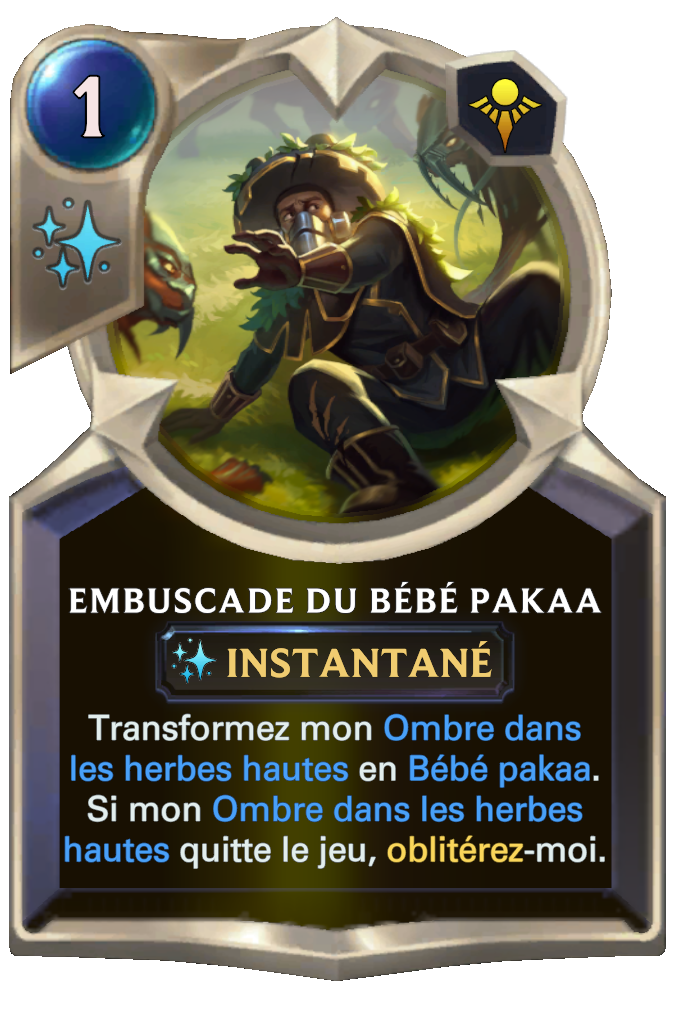 1
EMBUSCADE DU BÉBÉ PAKAA
INSTANTANÉ
Transformez mon Ombre dans
les herbes hautes en Bébé pakaa.
Si mon Ombre dans les herbes
hautes quitte le jeu, oblitérez-moi.